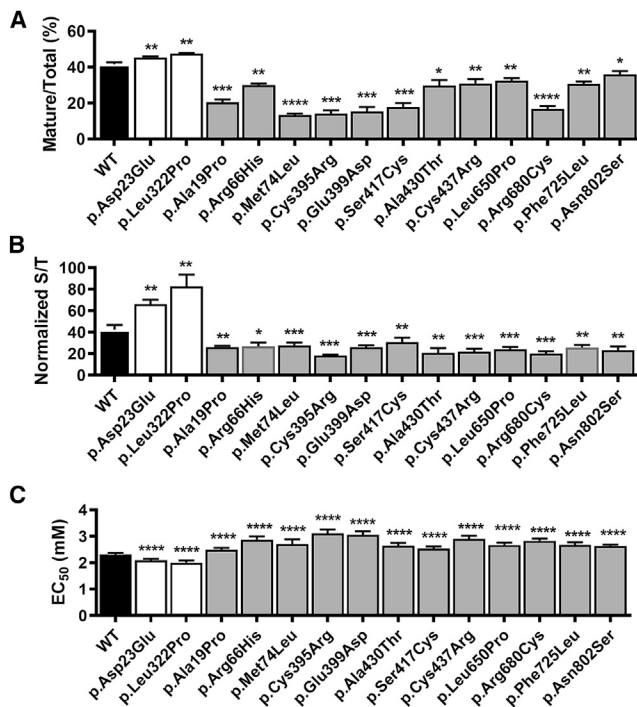 A
Mature/Total (%)
60
40
20
0
** ** *** ** **** *** *** *** * ** ** **** ** *
WT p.Asp23Glu p.Leu322Pro p.Ala19Pro p.Arg66His p.Met74Leu p.Cys395Arg p.Glu399Asp p.Ser417Cys p.Ala430Thr p.Cys437Arg p.Leu650Pro p.Arg680Cys p.Phe725Leu p.Asn802Ser
B
Normalized S/T
100
80
60
40
20
0
** ** ** * *** *** *** ** ** *** *** *** ** **
WT p.Asp23Glu p.Leu322Pro p.Ala19Pro p.Arg66His p.Met74Leu p.Cys395Arg p.Glu399Asp p.Ser417Cys p.Ala430Thr p.Cys437Arg p.Leu650Pro p.Arg680Cys p.Phe725Leu p.Asn802Ser
C
EC50 (mM)
4
3
2
1
0
**** **** **** **** **** **** **** **** **** **** **** **** **** ****
WT p.Asp23Glu p.Leu322Pro p.Ala19Pro p.Arg66His p.Met74Leu p.Cys395Arg p.Glu399Asp p.Ala430Thr p.Ser417Cys p.Cys437Arg p.Leu650Pro p.Arg680Cys p.Phe725Leu p.Asn802Ser